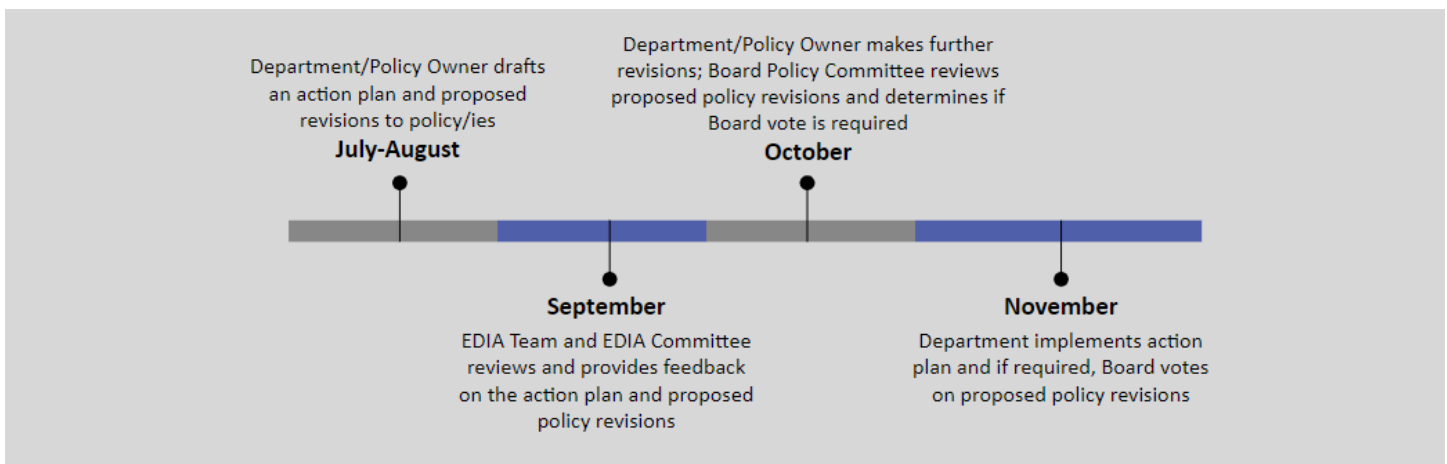 Department/Policy Owner drafts
an action plan and proposed
revisions to policy/ies
July-August
Department/Policy Owner makes further
revisions; Board Policy Committee reviews
proposed policy revisions and determines if
Board vote is required
October
September
EDIA Team and EDIA Committee
reviews and provides feedback
on the action plan and proposed
policy revisions
November
Department implements action
plan and if required, Board votes
on proposed policy revisions